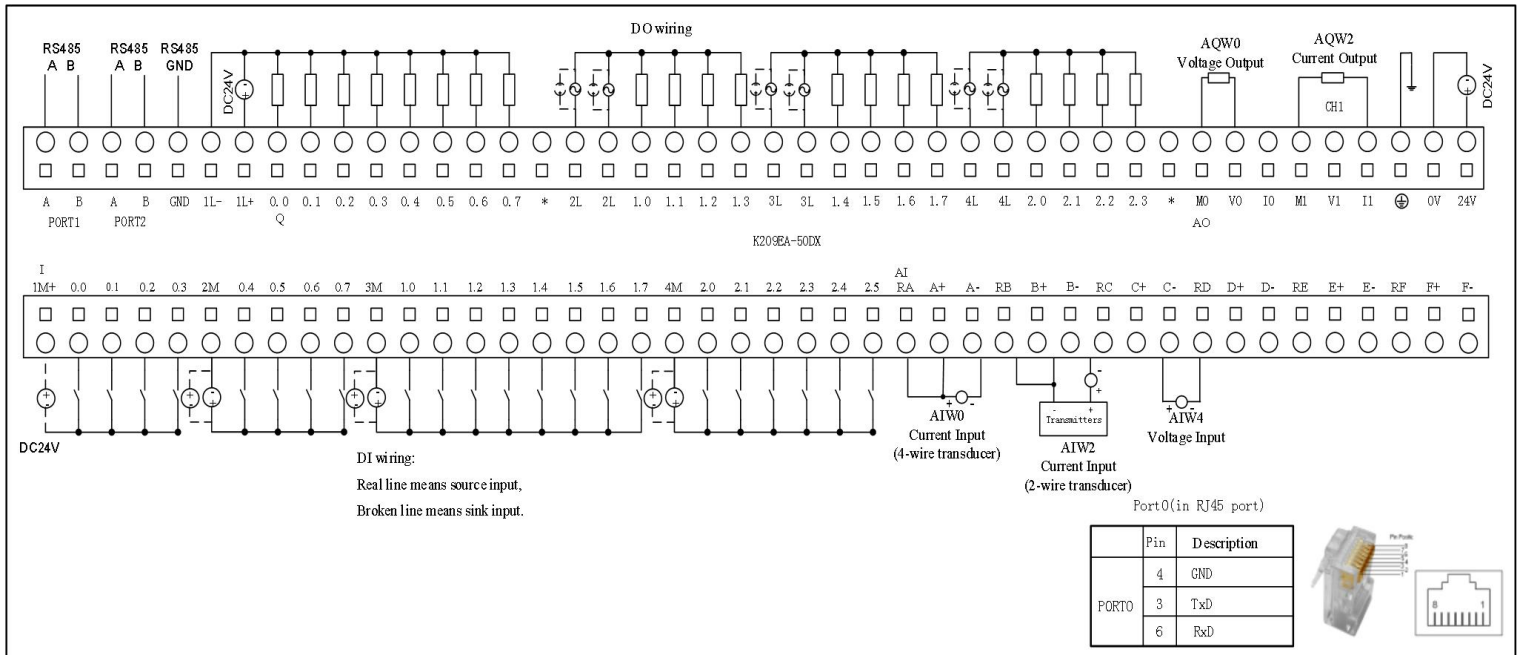 DO wiring
RS485 RS485 RS485
A B A B GND
DC24V
AQW0
Voltage Output
AQW2
Current Output
CH1
DC24V
A B A B GND 1L- 1L+ 0.0 0.1 0.2 0.3 0.4 0.5 0.6 0.7 * 2L 2L 1.0 1.1 1.2 1.3 3L 3L 1.4 1.5 1.6 1.7 4L 4L 2.0 2.1 2.2 2.3 * M0 V0 I0 M1 V1 I1 0V 24V
PORT1 PORT2 Q AO
K209EA-50DX
I AI
1M+ 0.0 0.1 0.2 0.3 2M 0.4 0.5 0.6 0.7 3M 1.0 1.1 1.2 1.3 1.4 1.5 1.6 1.7 4M 2.0 2.1 2.2 2.3 2.4 2.5 RA A+ A- RB B+ B- RC C+ C- RD D+ D- RE E+ E- RF F+ F-
DC24V
- +
Transmitters
AIW0
Current Input
(4-wire transducer)
AIW2
Current Input
(2-wire transducer)
AIW4
Voltage Input
DI wiring:
Real line means source input,
Broken line means sink input.
Port0(in RJ45 port)
Pin Description
PORT0
4 GND
3 TxD
6 RxD
8 1